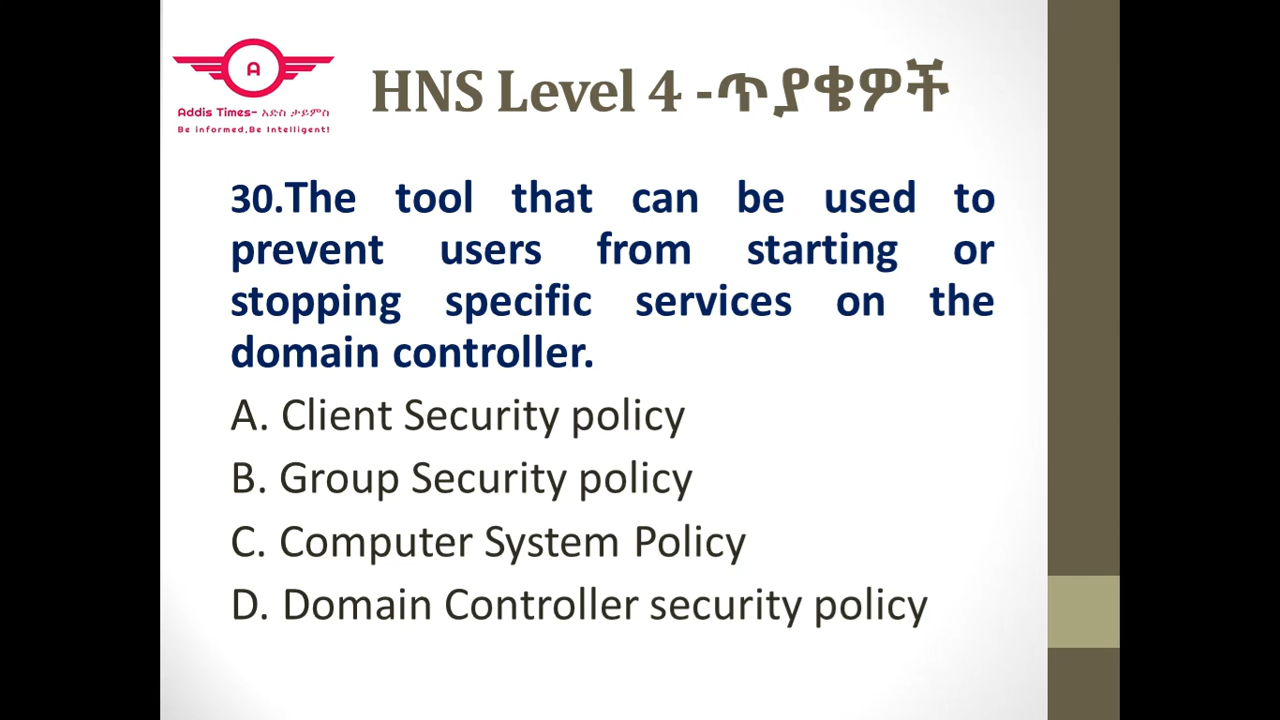 A
Addis Times- አድስ ታይምስ
Be informed,Be Intelligent!
HNS Level 4 -ጥያቄዎች
30.The tool that can be used to
prevent users from starting or
stopping specific services on the
domain controller.
A. Client Security policy
B. Group Security policy
C. Computer System Policy
D. Domain Controller security policy